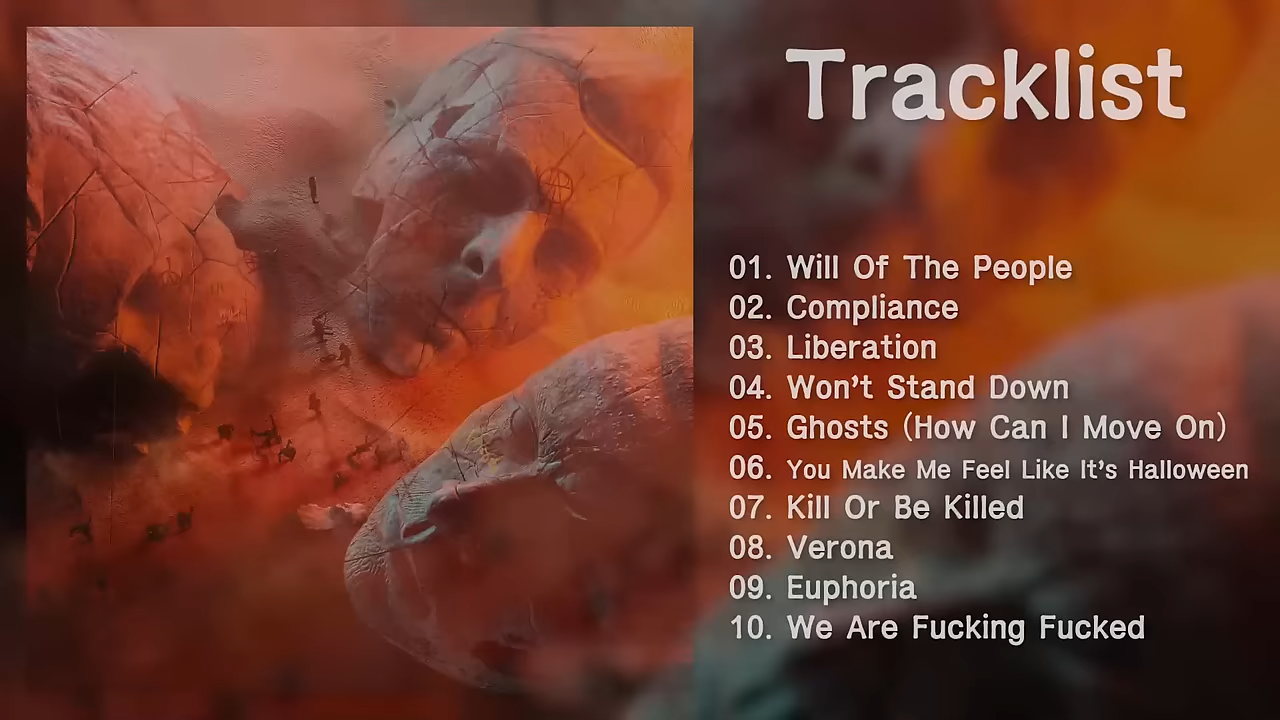 Tracklist
01. Will Of The People
02. Compliance
03. Liberation
04. Won't Stand Down
05. Ghosts (How Can I Move On)
06. You Make Me Feel Like It's Halloween
07. Kill Or Be Killed
08. Verona
09. Euphoria
10. We Are Fucking Fucked